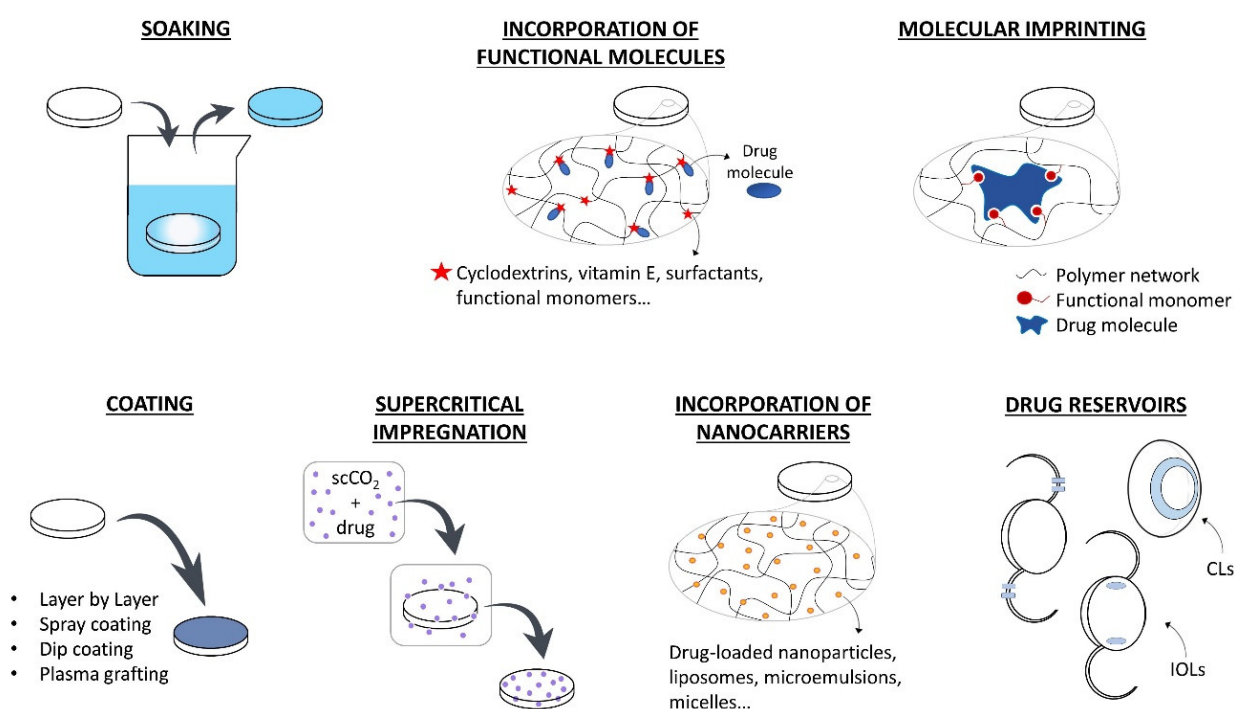 SOAKING
INCORPORATION OF
FUNCTIONAL MOLECULES
Drug
molecule
★ Cyclodextrins, vitamin E, surfactants,
functional monomers...
MOLECULAR IMPRINTING
Polymer network
Functional monomer
Drug molecule
COATING
• Layer by Layer
• Spray coating
• Dip coating
• Plasma grafting
SUPERCRITICAL
IMPREGNATION
scCO₂
+
drug
INCORPORATION OF
NANOCARRIERS
Drug-loaded nanoparticles,
liposomes, microemulsions,
micelles...
DRUG RESERVOIRS
CLs
IOLs